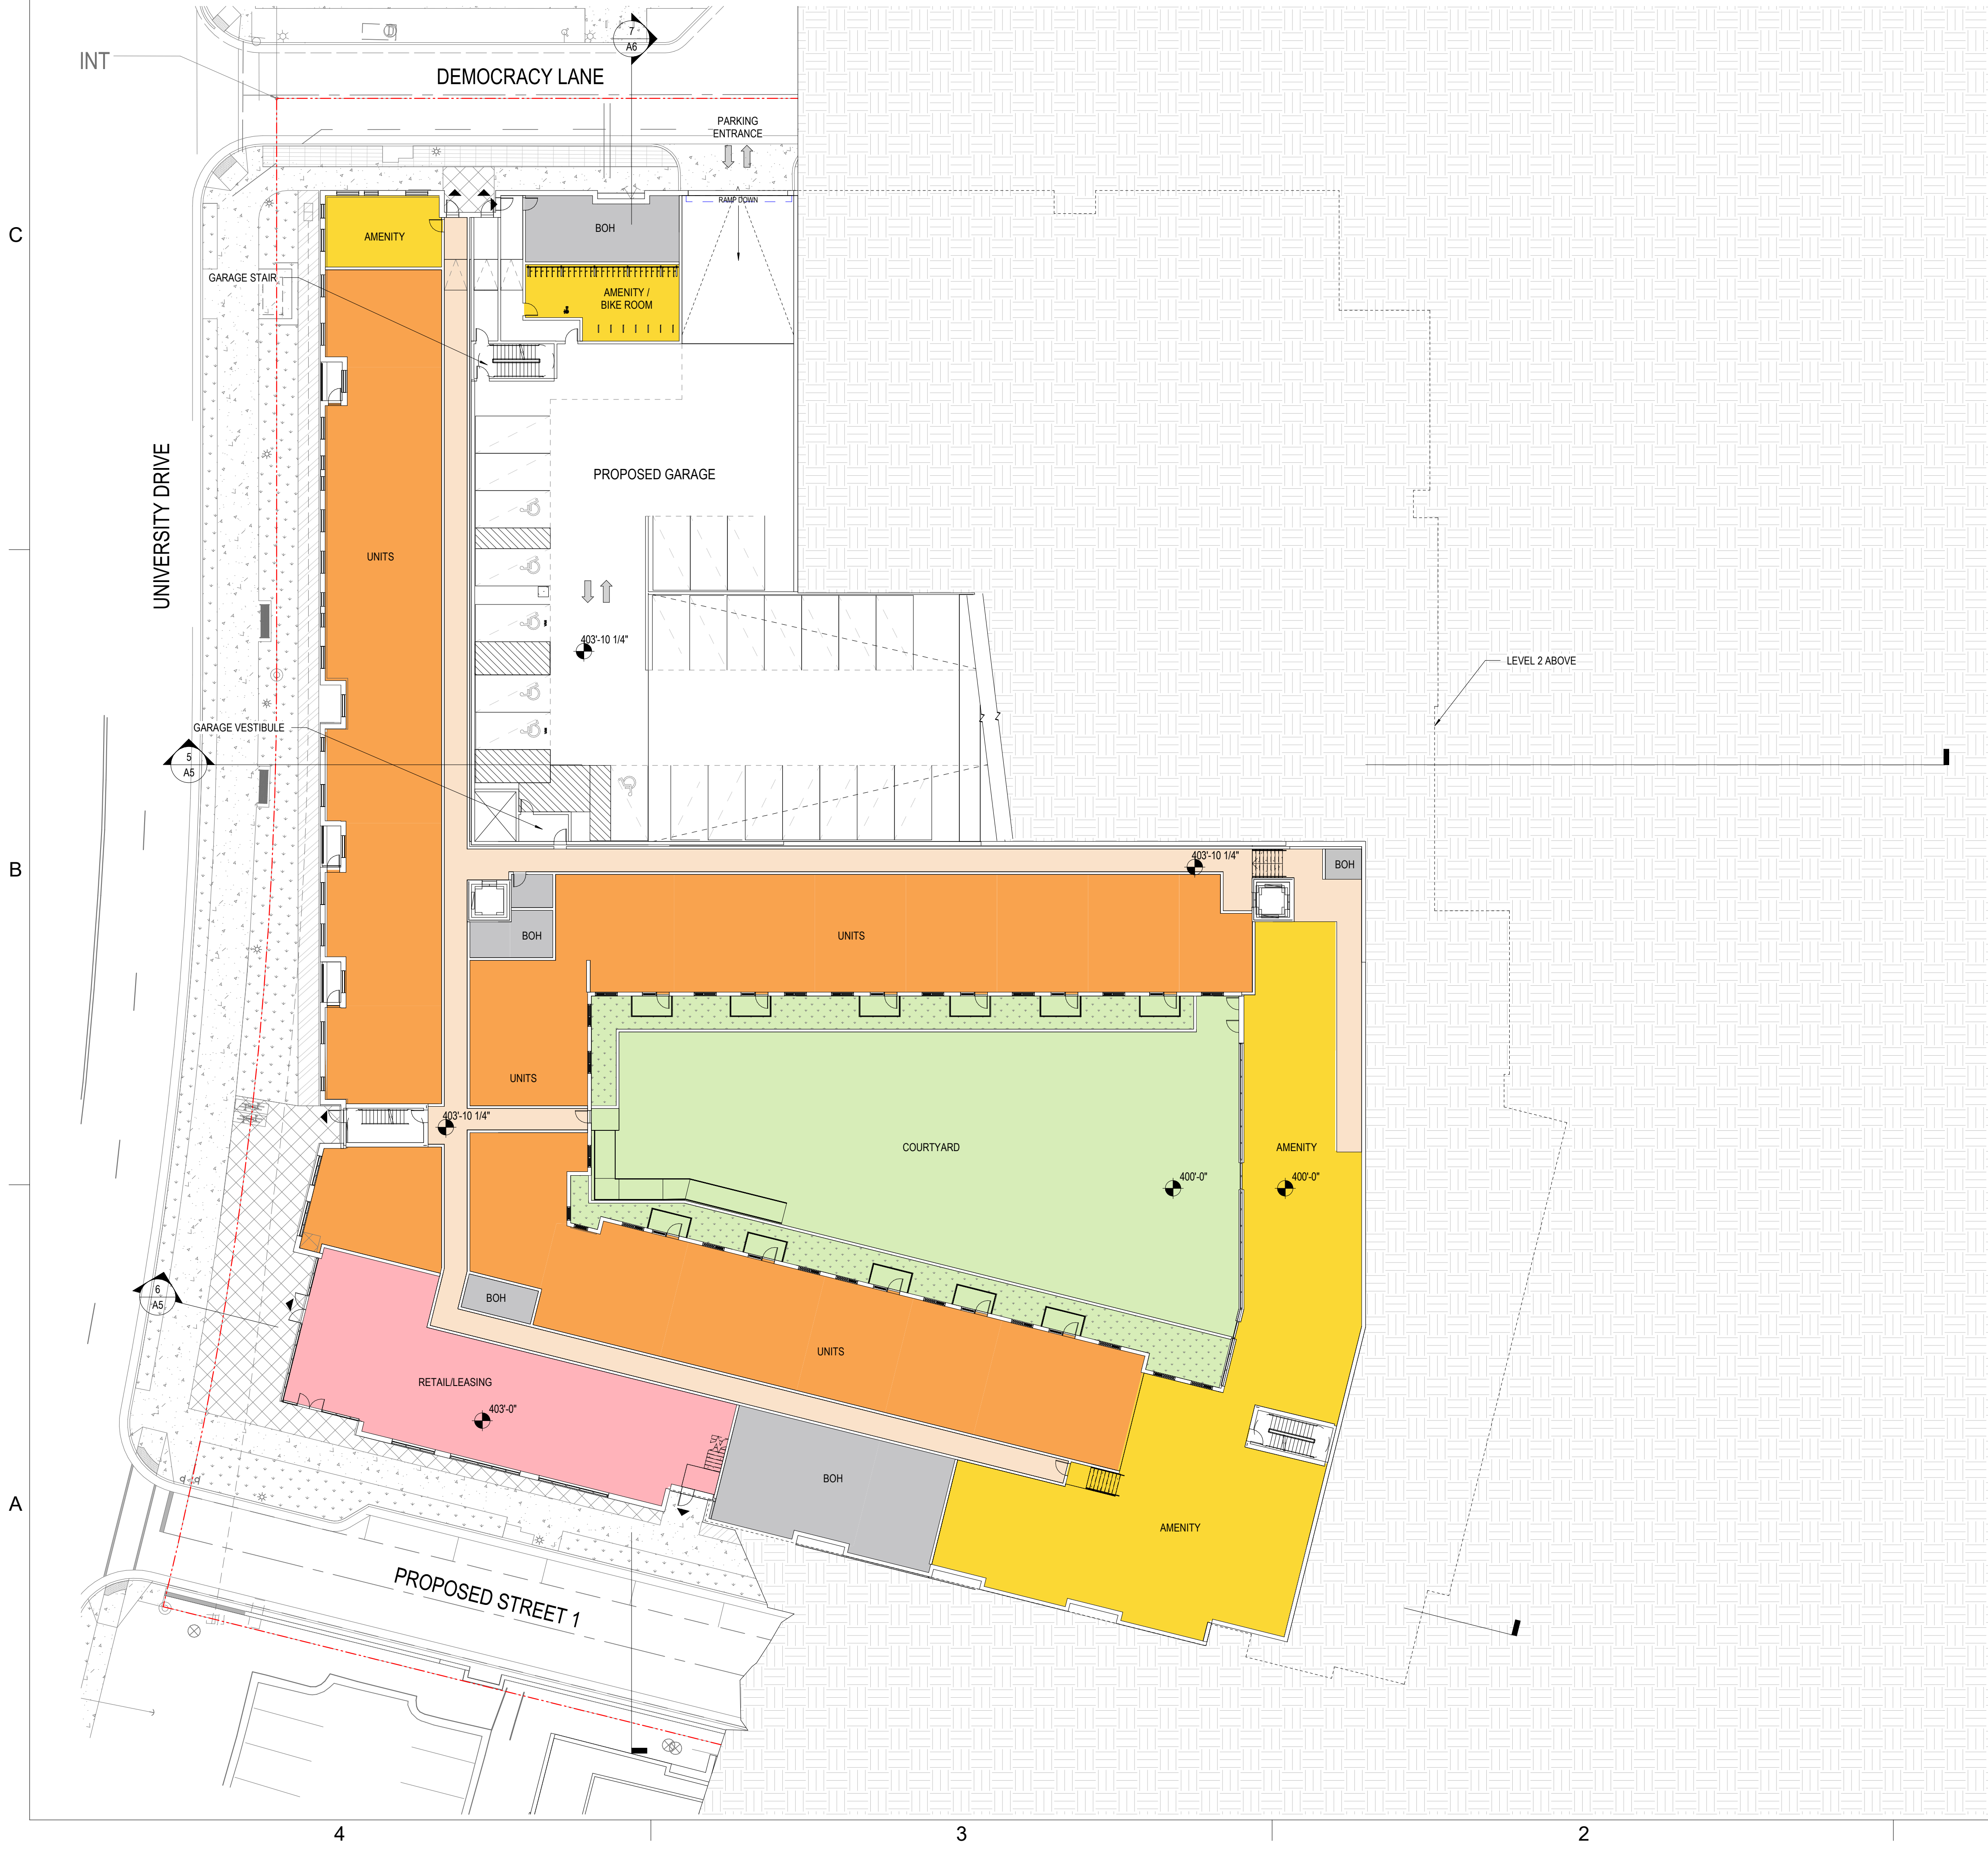 7
A6
INT
DEMOCRACY LANE
PARKING
ENTRANCE
RAMP DOWN
C
AMENITY
BOH
GARAGE STAIR
AMENITY /
BIKE ROOM
UNIVERSITY DRIVE
PROPOSED GARAGE
UNITS
403'-10 1/4"
LEVEL 2 ABOVE
GARAGE VESTIBULE
5
A5
B
403'-10 1/4"
BOH
BOH
UNITS
UNITS
403'-10 1/4"
COURTYARD
AMENITY
400'-0"
400'-0"
6
A5
BOH
UNITS
RETAIL/LEASING
403'-0"
BOH
A
AMENITY
PROPOSED STREET 1
4
3
2